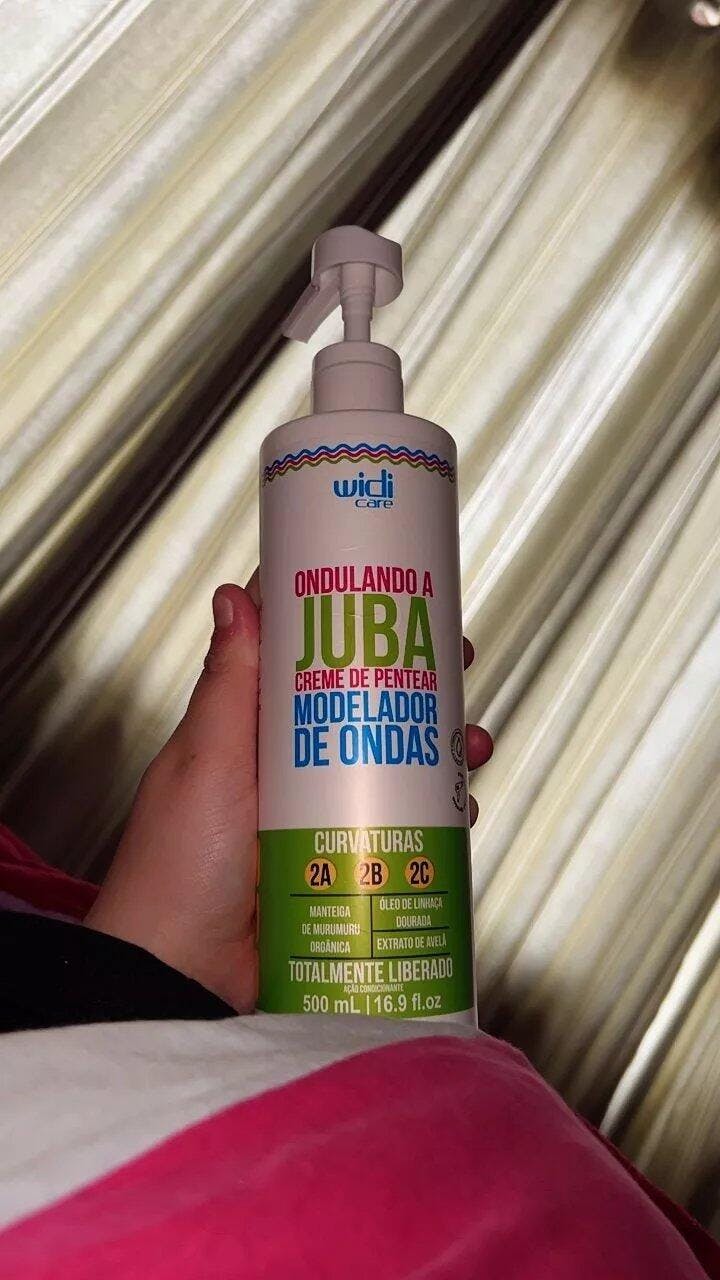 widi
care
ONDULANDO A
JUBA
CREME DE PENTEAR
MODELADOR
DE ONDAS
CURVATURAS
2A 2B 2C
MANTEIGA
DE MURUMURU
ORGÂNICA
ÓLEO DE LINHAÇA
DOURADA
EXTRATO DE AVELÃ
TOTALMENTE LIBERADO
AÇÃO CONDICIONANTE
500 mL | 16.9 fl.oz